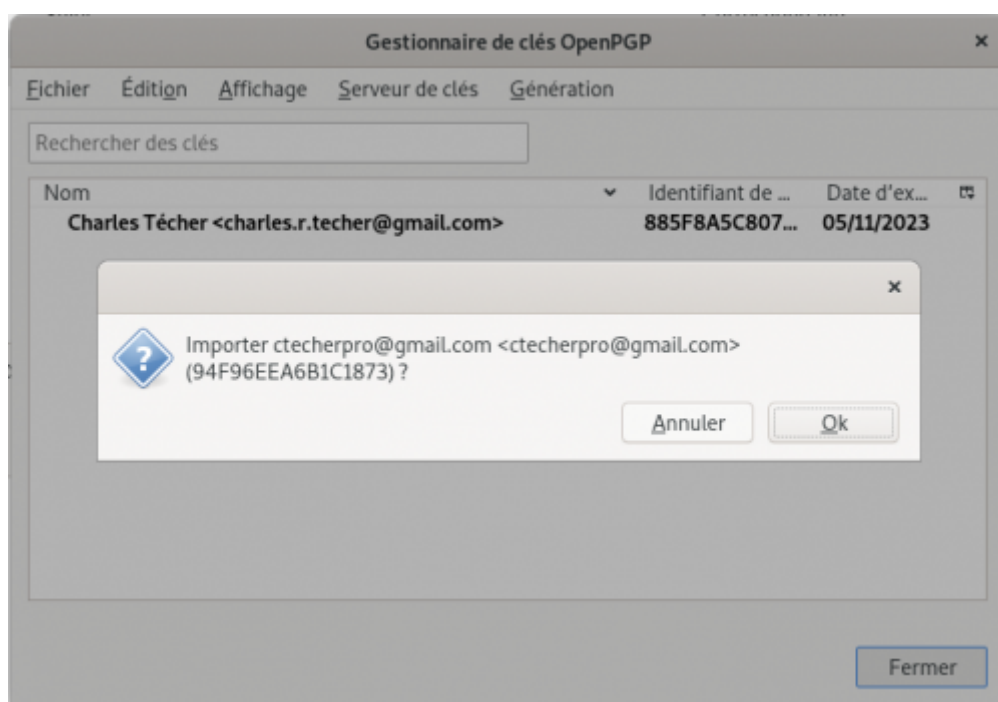 Gestionnaire de clés OpenPGP
Fichier Édition Affichage Serveur de clés Génération
Rechercher des clés
Nom Identifiant de ... Date d'ex...
Charles Técher <charles.r.techer@gmail.com> 885F8A5C807... 05/11/2023
Importer ctecherpro@gmail.com <ctecherpro@gmail.com>
(94F96EEA6B1C1873) ?
Annuler Ok
Fermer